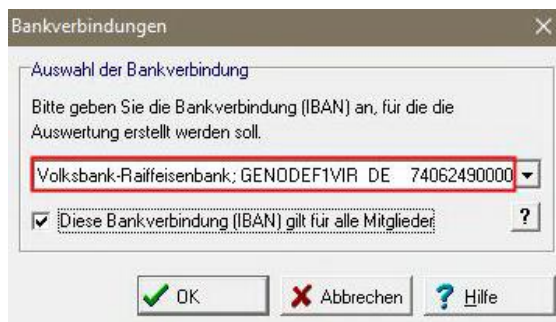 Bankverbindungen
Auswahl der Bankverbindung
Bitte geben Sie die Bankverbindung (IBAN) an, für die die
Auswertung erstellt werden soll.
Volksbank-Raiffeisenbank; GENODEF1VIR DE 74062490000
Diese Bankverbindung (IBAN) gilt für alle Mitglieder
?
OK
Abbrechen
? Hilfe